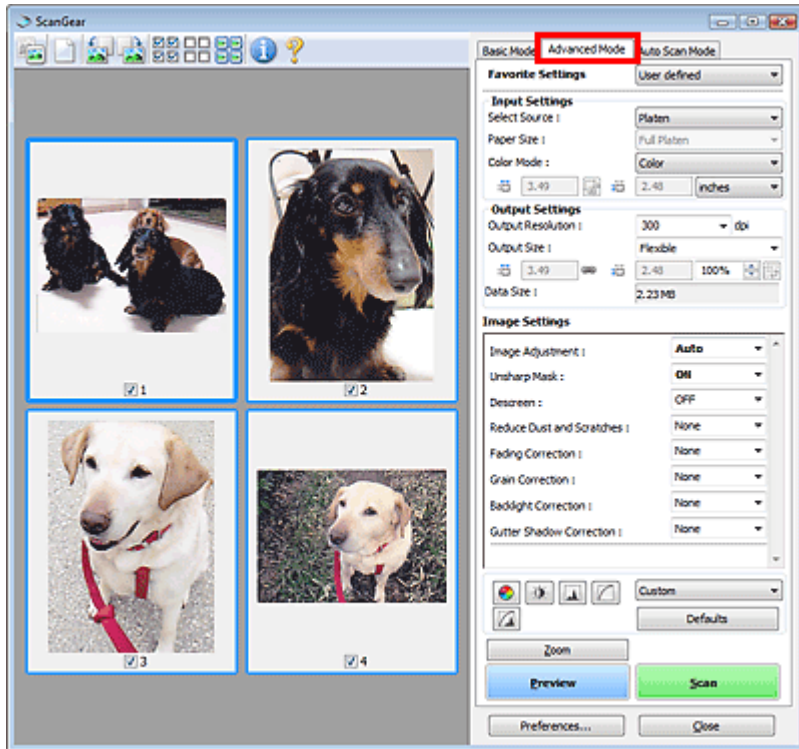 ScanGear
Basic Mode Advanced Mode Auto Scan Mode
Favorite Settings User defined
Input Settings
Select Source : Platen
Paper Size : Full Platen
Color Mode : Color
3.49 2.48 inches
Output Settings
Output Resolution : 300 dpi
Output Size : Flexible
3.49 2.48 100%
Data Size : 2.23 MB
Image Settings
Image Adjustment : Auto
Unsharp Mask : ON
Descreen : OFF
Reduce Dust and Scratches : None
Fading Correction : None
Grain Correction : None
Backlight Correction : None
Gutter Shadow Correction : None
Custom
Defaults
Zoom
Preview Scan
Preferences... Close
1 2
3 4